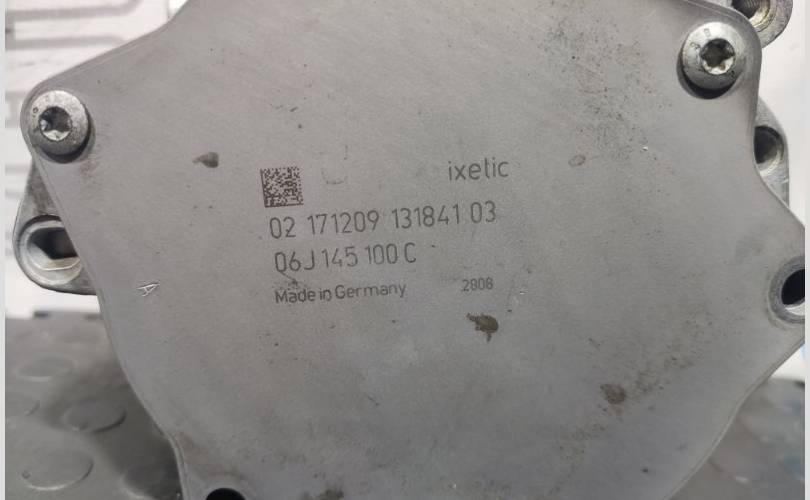 ixetic
02 171209 131841 03
06J 145 100 C
Made in Germany 2808